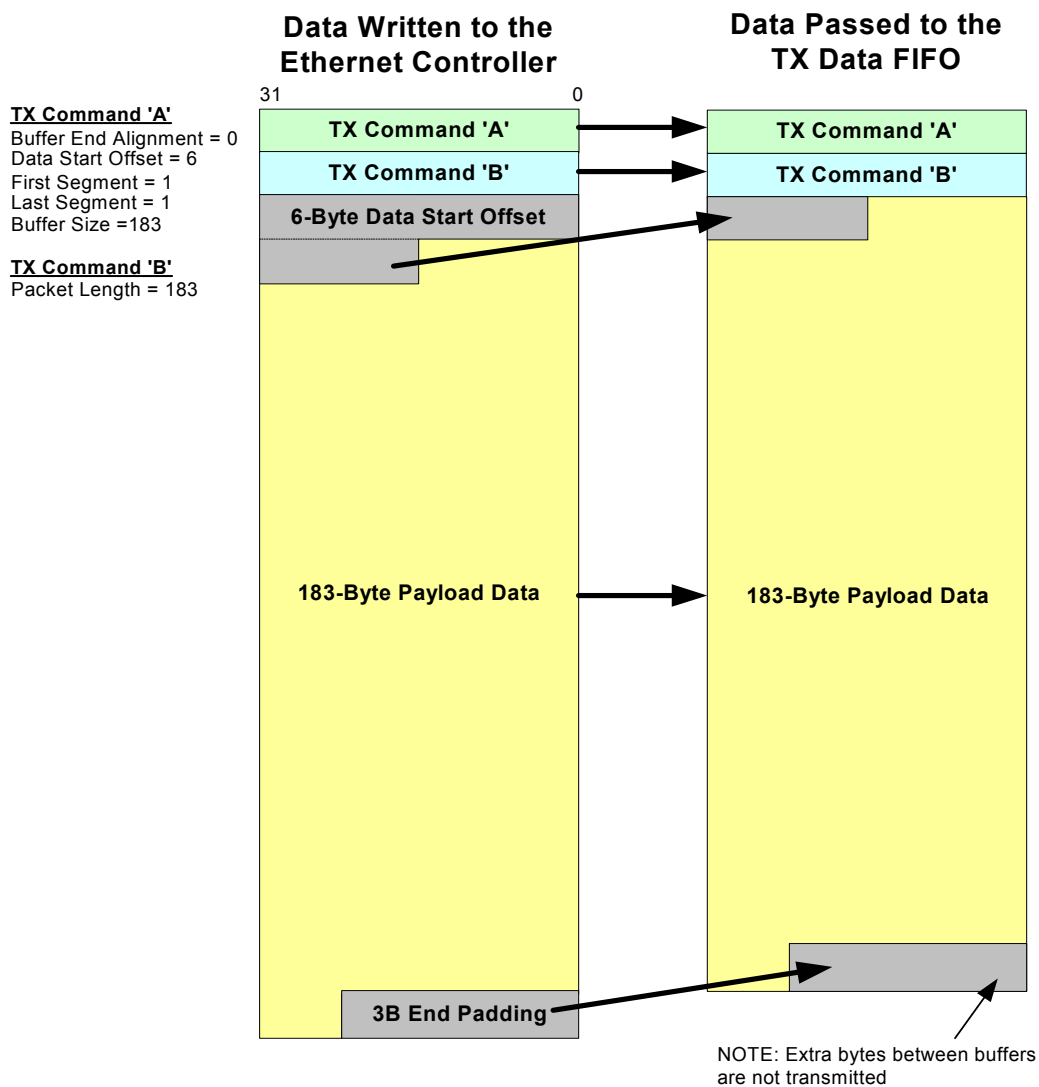 Data Written to the
Ethernet Controller
Data Passed to the
TX Data FIFO
31
0
TX Command 'A'
Buffer End Alignment = 0
Data Start Offset = 6
First Segment = 1
Last Segment = 1
Buffer Size =183
TX Command 'B'
Packet Length = 183
TX Command 'A'
TX Command 'B'
6-Byte Data Start Offset
183-Byte Payload Data
3B End Padding
TX Command 'A'
TX Command 'B'
183-Byte Payload Data
NOTE: Extra bytes between buffers
are not transmitted